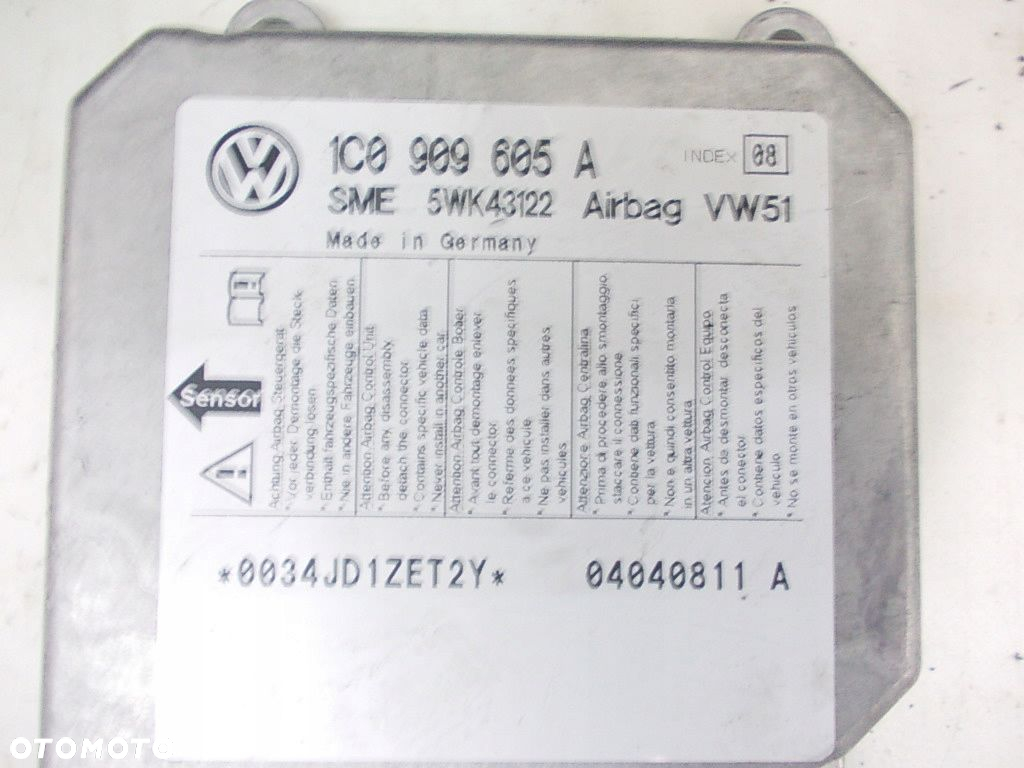 1C0 909 605 A
INDEX 08
SME 5WK43122 Airbag VW51
Made in Germany
Sensor
Achtung Airbag Steuergerät
* Vor jeder Demontage die Steck-
verbindung lösen
* Enthält fahrzeugspezifische Daten
* Nie in andere Fahrzeuge einbauen
Attention Airbag Control Unit
* Before any disassembly
detach the connector
* Contains specific vehicle data
* Never install in another car
Attention Airbag Controle Boitier
* Avant tout demontage enlever
le connector
* Referme des donnees specifiques
a ce vehicule
* Ne pas installer dans autres
vehicules
Attenzione Airbag Centralina
* Prima di procedere allo smontaggio
staccare il connessione
* Contiene dati funzionali specifici
per la vettura
* Non e quindi consentito montarla
in un altra vettura
Atencion Airbag Control Equipo
* Antes de desmontar desconecta
el conector
* Contiene datos especificos del
vehiculo
* No se monte en otros vehiculos
*0034JD1ZET2Y*
04040811 A
OTOMOTO